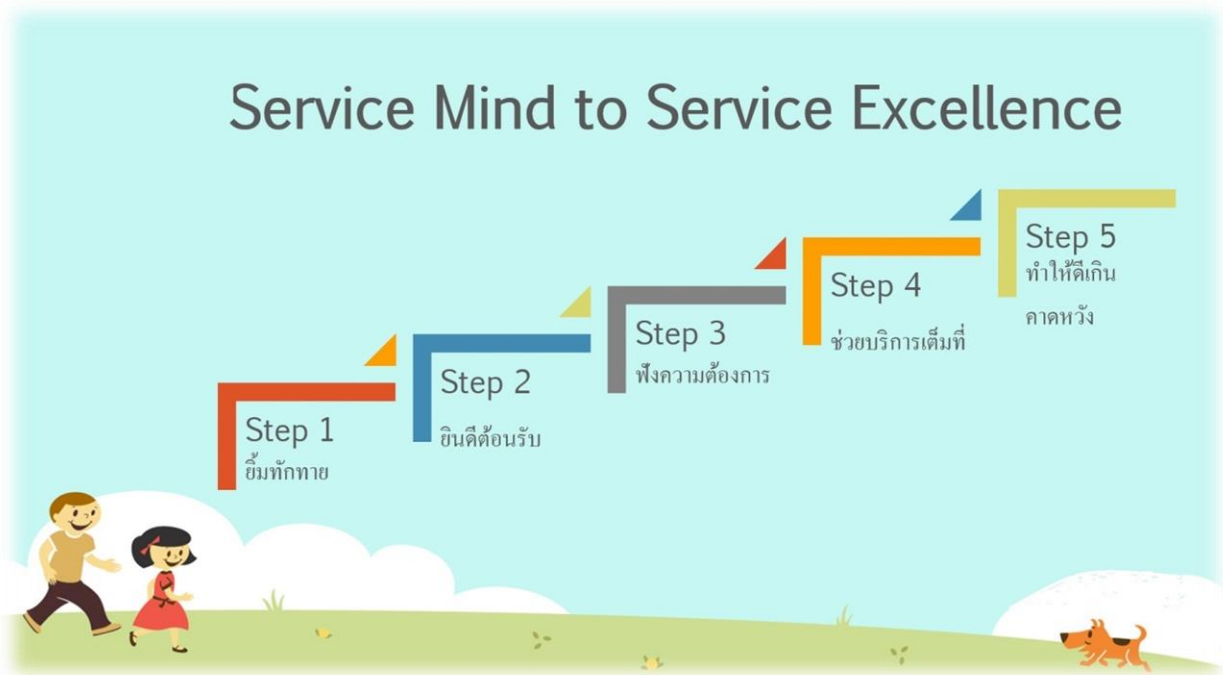 Service Mind to Service Excellence
Step 1
ยิ้มทักทาย
Step 2
ยินดีต้อนรับ
Step 3
ฟังความต้องการ
Step 4
ช่วยบริการเต็มที่
Step 5
ทำให้ดีเกิน
คาดหวัง